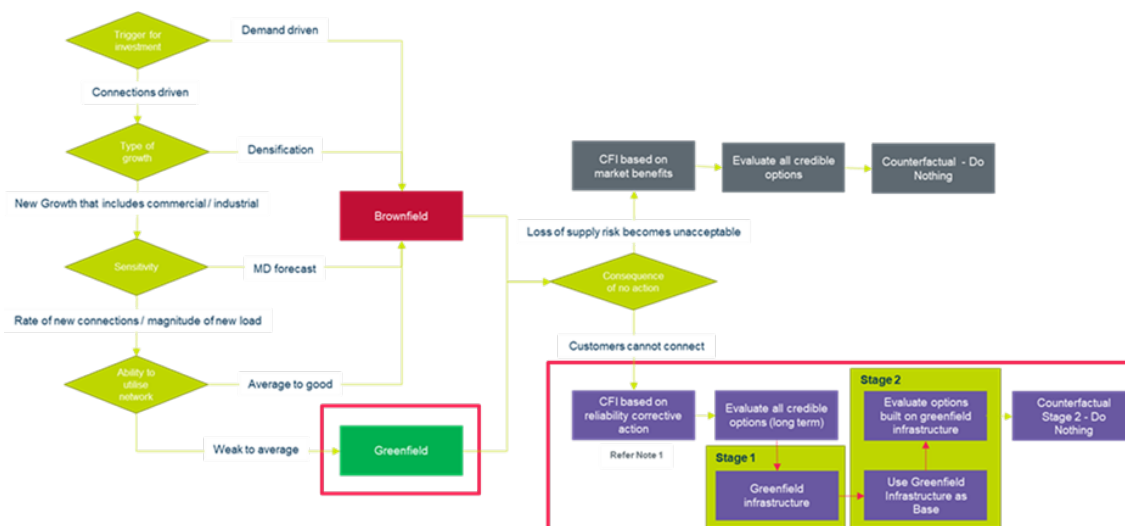 Trigger for
investment
Demand driven
Connections driven
Type of
growth
Densification
New Growth that includes commercial / industrial
Brownfield
Sensitivity
MD forecast
Rate of new connections / magnitude of new load
Ability to
utilise
network
Average to good
Weak to average
Greenfield
CFI based on
market benefits
Evaluate all credible
options
Counterfactual - Do
Nothing
Loss of supply risk becomes unacceptable
Consequence
of no action
Customers cannot connect
CFI based on
reliability corrective
action
Refer Note 1
Evaluate all credible
options (long term)
Stage 1
Greenfield
infrastructure
Stage 2
Evaluate options
built on greenfield
infrastructure
Use Greenfield
Infrastructure as
Base
Counterfactual
Stage 2 - Do
Nothing